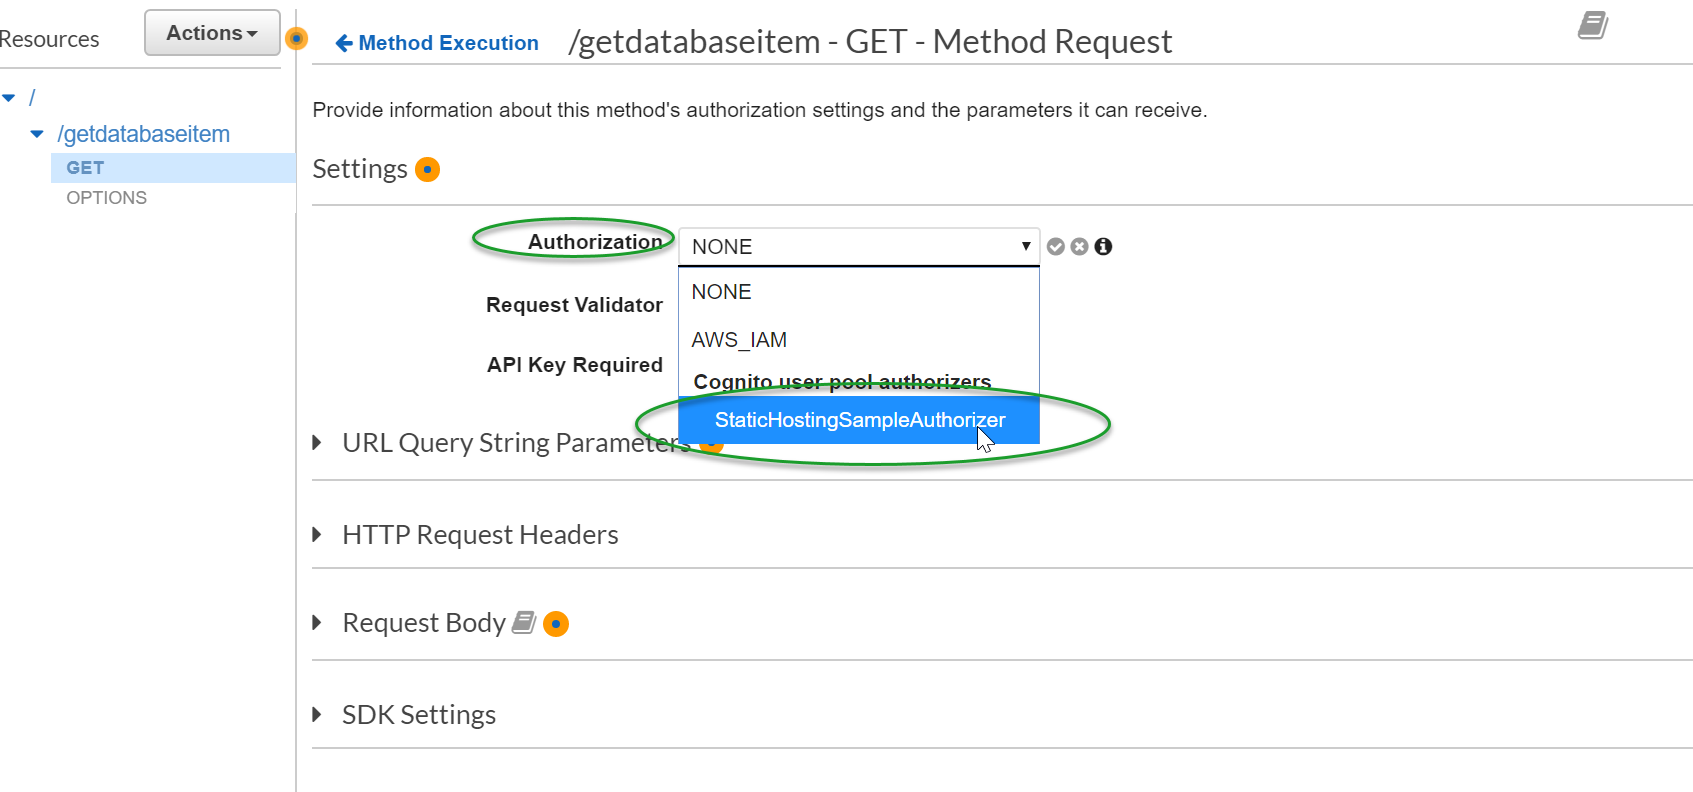 Resources
Actions
Method Execution
/getdatabaseitem - GET - Method Request
/
/getdatabaseitem
GET
OPTIONS
Provide information about this method's authorization settings and the parameters it can receive.
Settings
Authorization
NONE
NONE
Request Validator
AWS_IAM
API Key Required
Cognito user pool authorizers
StaticHostingSampleAuthorizer
URL Query String Parameters
HTTP Request Headers
Request Body
SDK Settings